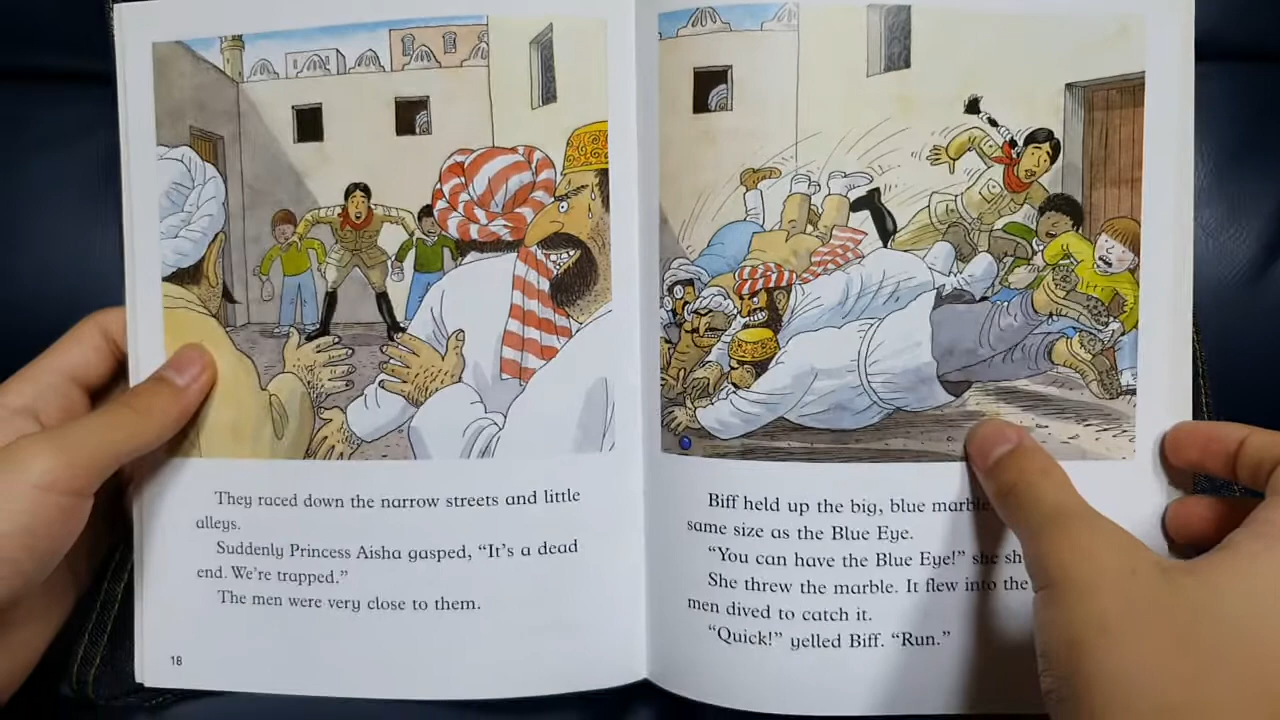 They raced down the narrow streets and little
alleys.
Suddenly Princess Aisha gasped, “It’s a dead
end. We’re trapped.”
The men were very close to them.
18
Biff held up the big, blue marble
same size as the Blue Eye.
“You can have the Blue Eye!” she
She threw the marble. It flew into the
men dived to catch it.
“Quick!” yelled Biff. “Run.”